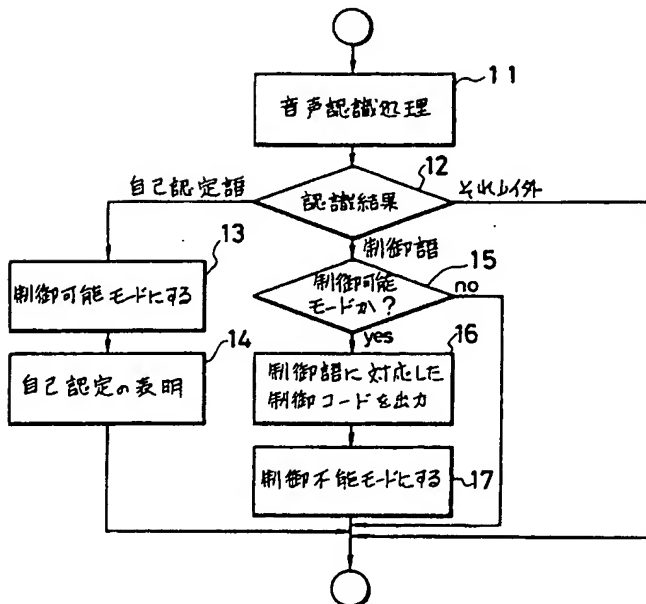 11
音声認識処理
12
自己認定語
それ以外
認識結果
制御語
13
15
制御可能モードにする
制御可能
モードか?
no
yes
14
16
自己認定の表明
制御語に対応した
制御コードを出力
制御不能モードにする
17